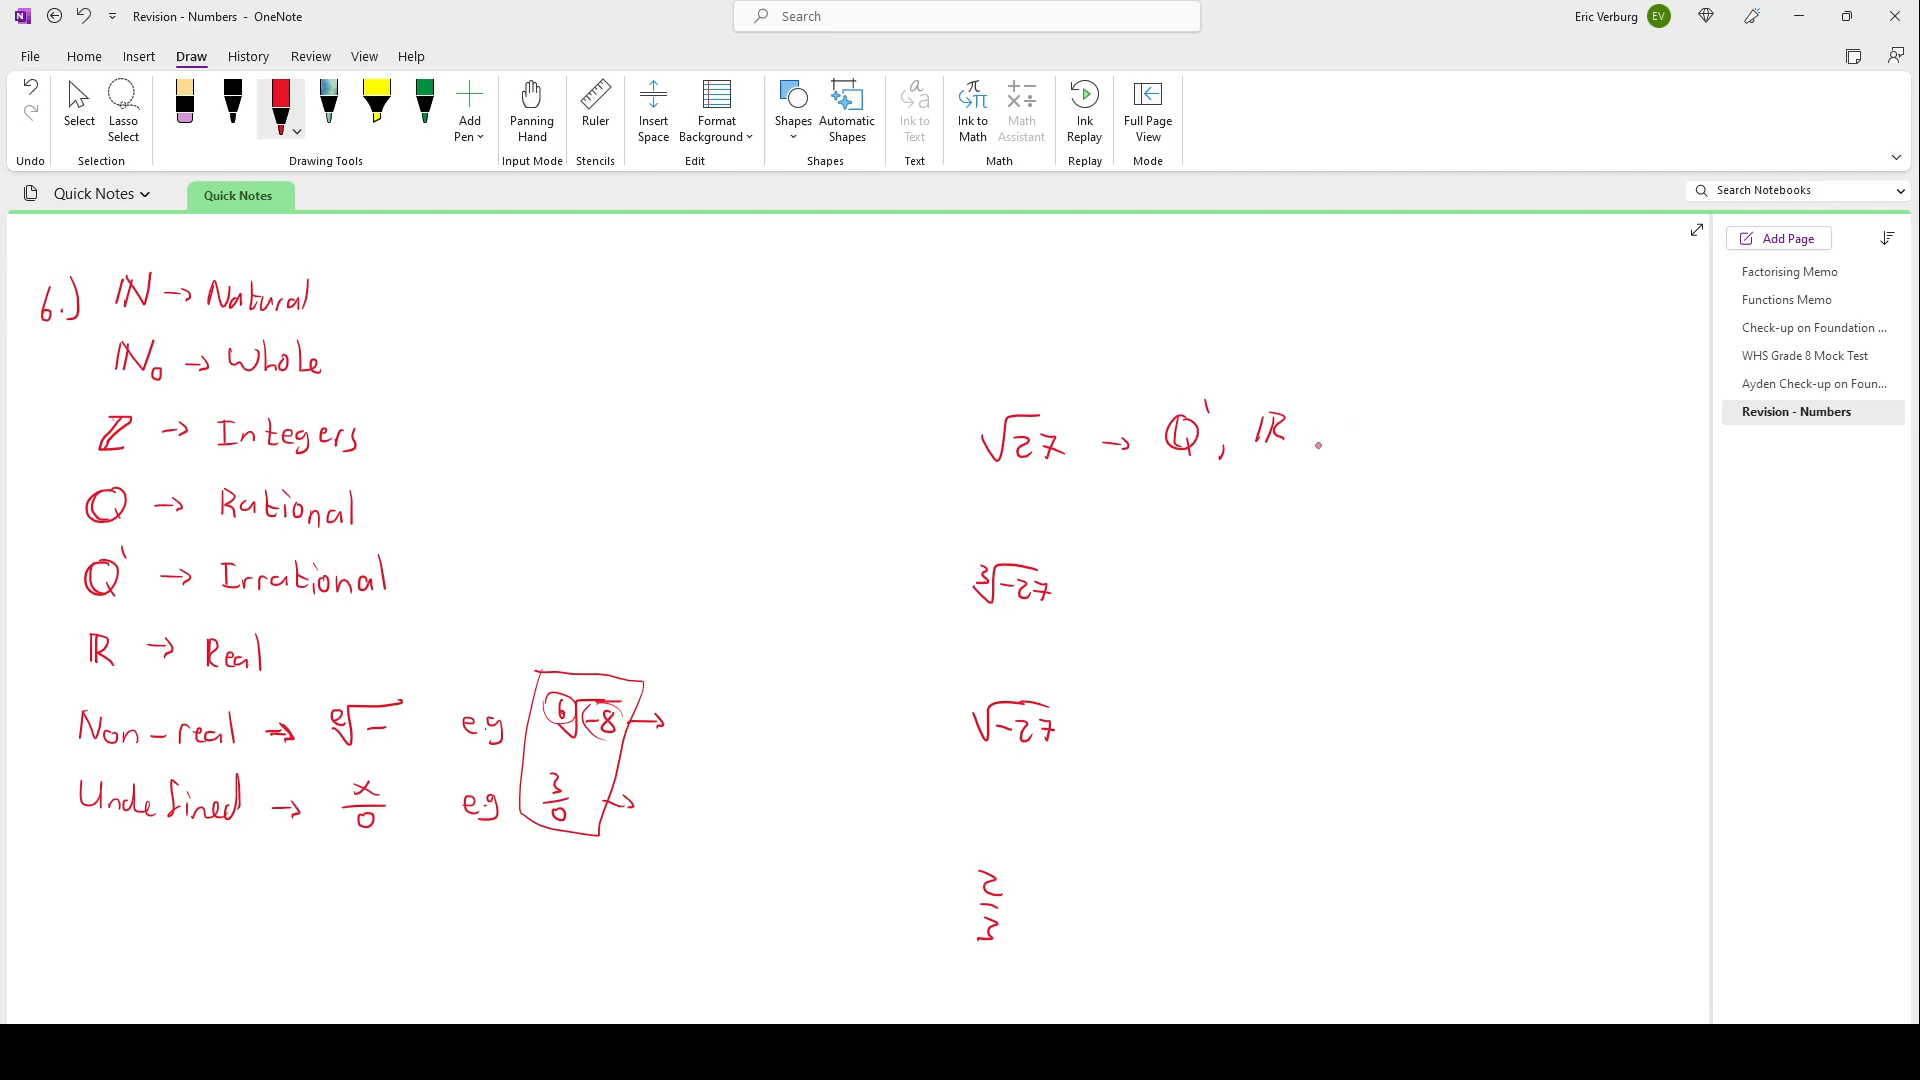 Revision - Numbers - OneNote
Search
Eric Verburg EV
File Home Insert Draw History Review View Help
Undo
Select
Lasso Select
Selection
Drawing Tools
Add Pen
Panning Hand
Input Mode
Ruler
Stencils
Insert Space
Format Background
Edit
Shapes
Automatic Shapes
Shapes
Ink to Text
Text
Ink to Math
Math Assistant
Math
Ink Replay
Replay
Full Page View
Mode
Quick Notes
Quick Notes
Search Notebooks
Add Page
Factorising Memo
Functions Memo
Check-up on Foundation ...
WHS Grade 8 Mock Test
Ayden Check-up on Foun...
Revision - Numbers
6.) ℕ → Natural
ℕ₀ → Whole
ℤ → Integers
ℚ → Rational
ℚ' → Irrational
ℝ → Real
Non-real → ᵉ√− e.g ⁶√−8 →
Undefined → x/0 e.g 3/0 →
√27 → ℚ', ℝ
³√−27
√−27
2/3